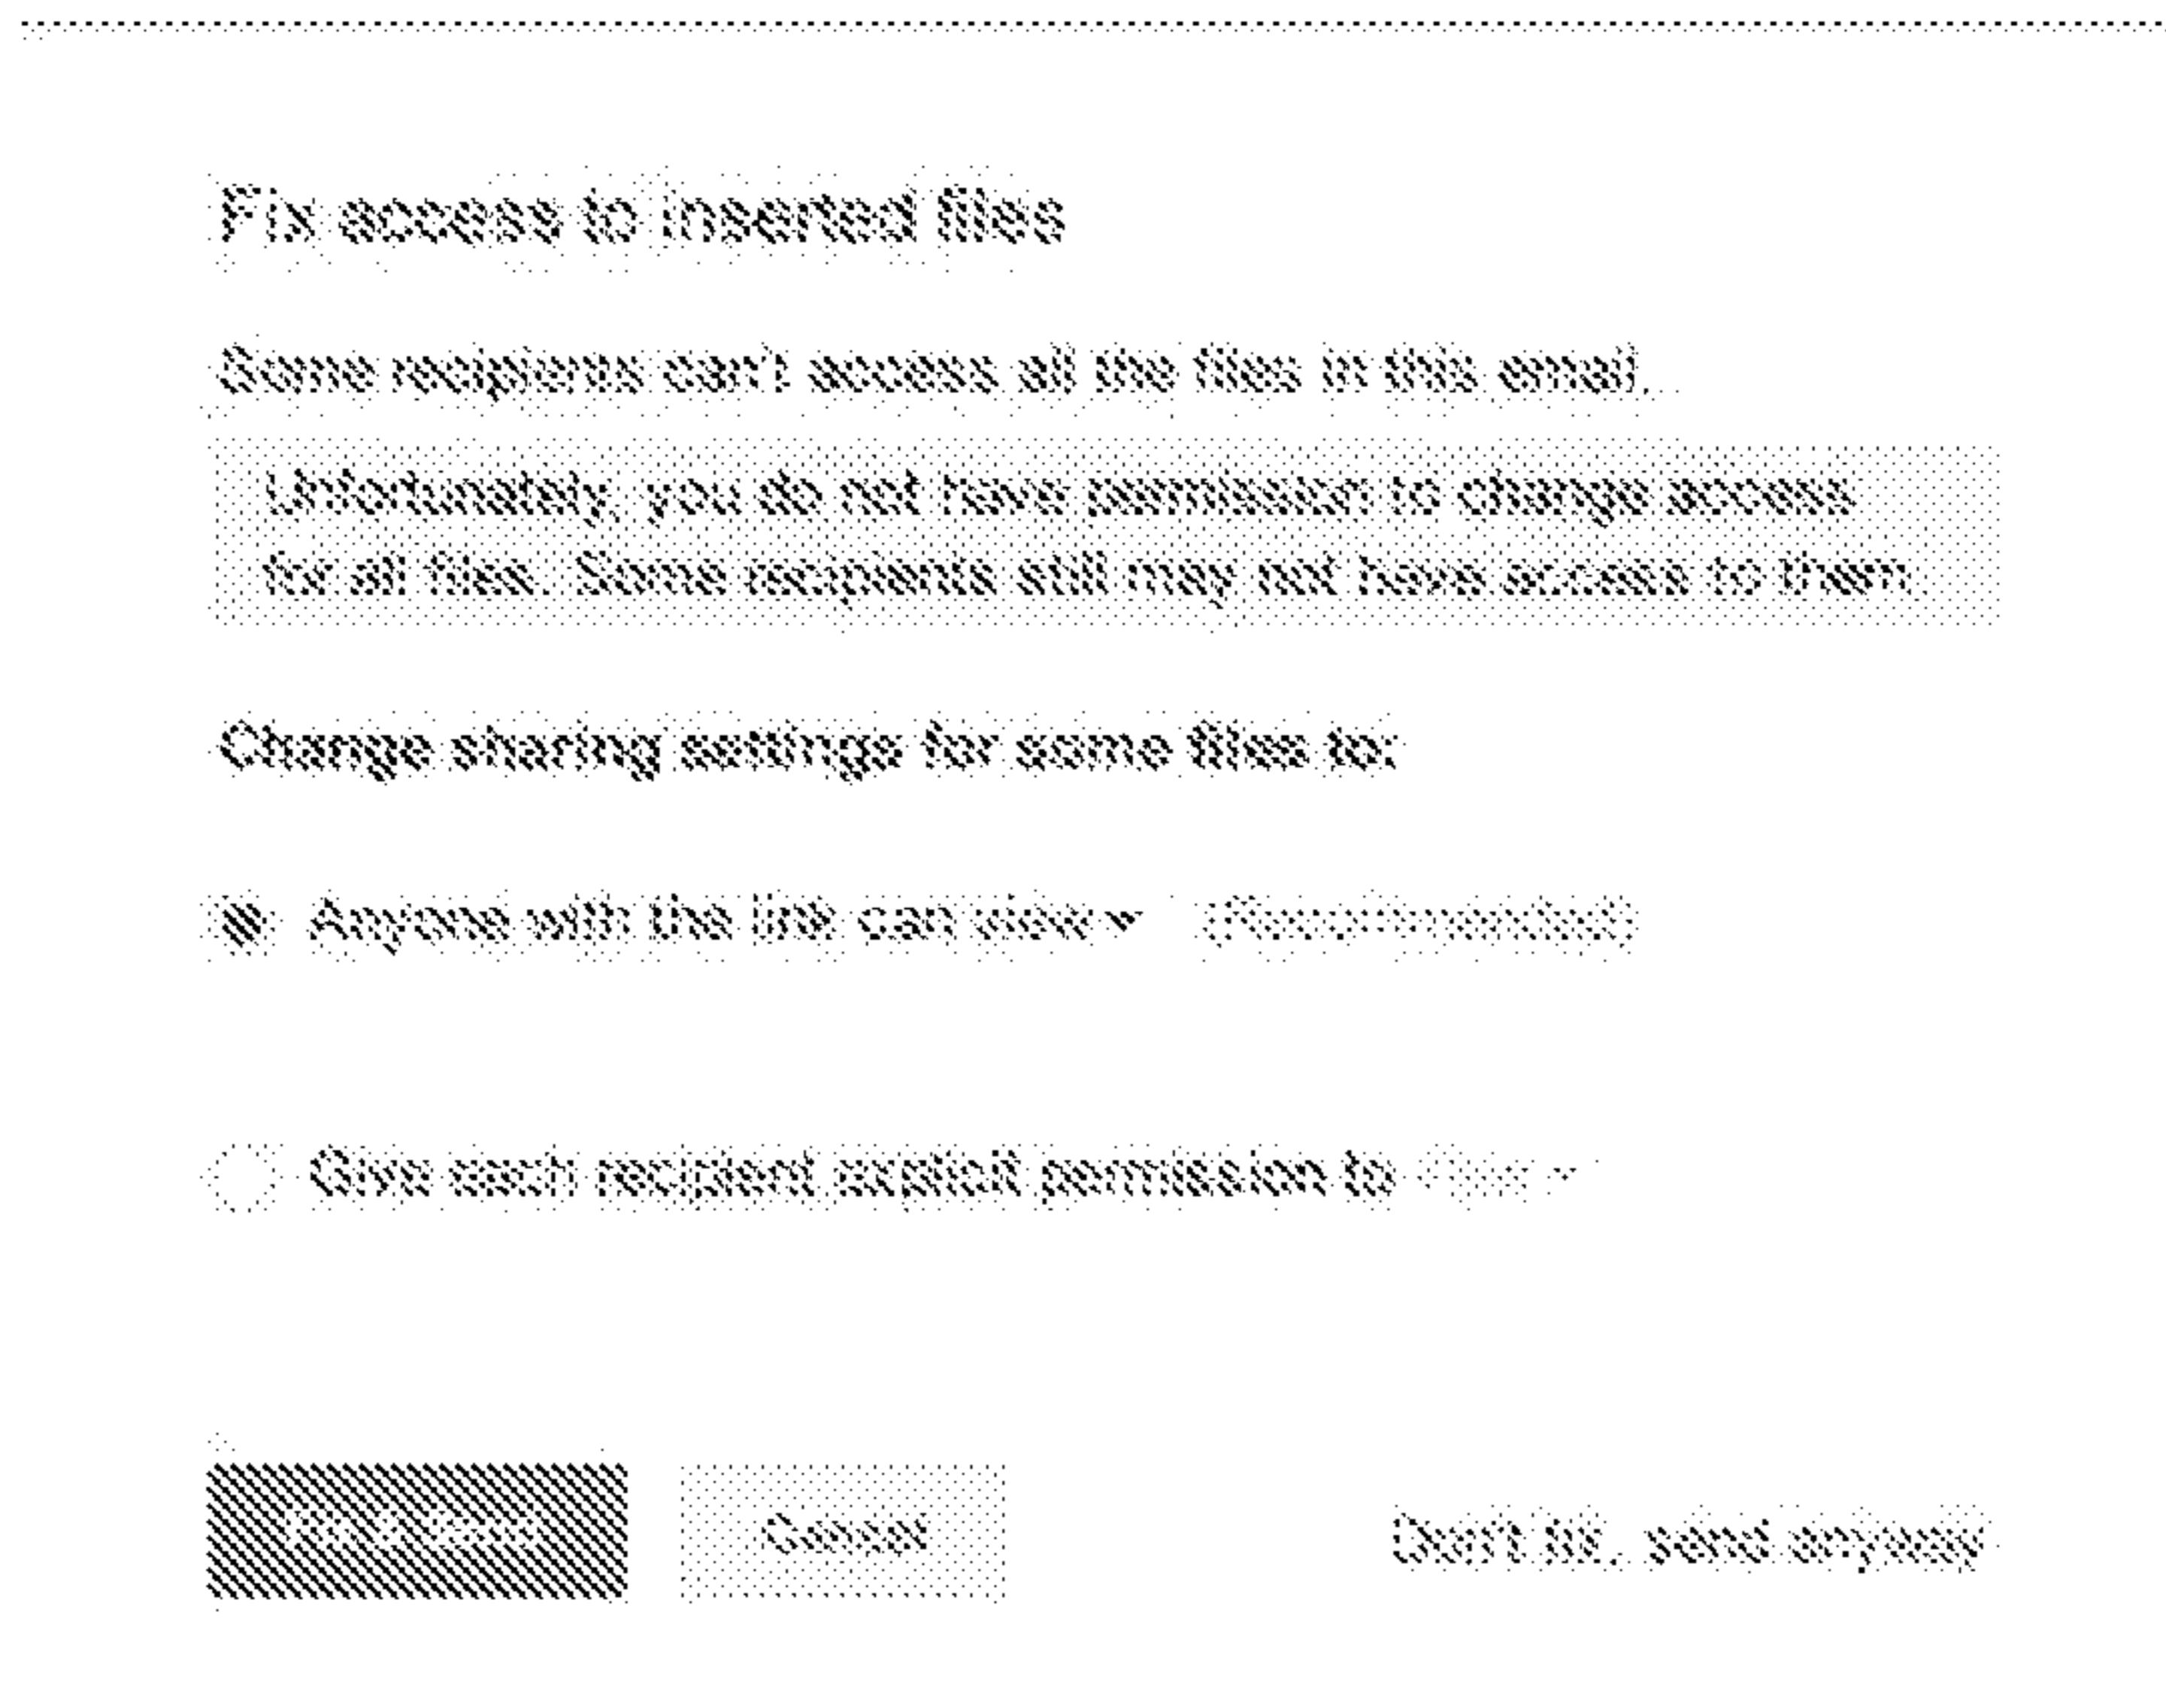 Fix access to inserted files
Some recipients can't access all the files in this email.
Unfortunately, you do not have permission to change access
for all files. Some recipients still may not have access to them.
Change sharing settings for some files to:
Anyone with the link can view (Recommended)
Give each recipient explicit permission to View
Cancel
Don't fix, send anyway